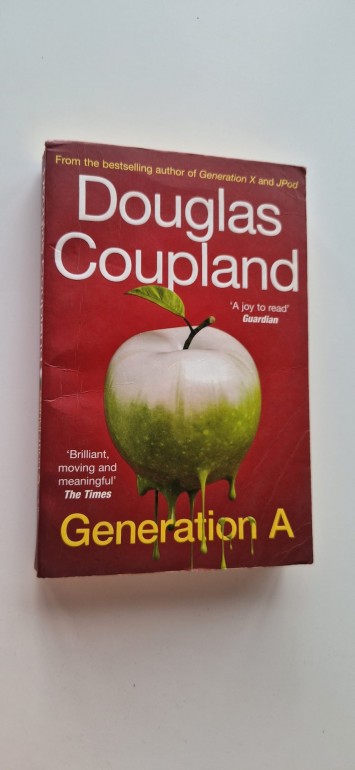 From the bestselling author of Generation X and JPod
Douglas
Coupland
‘A joy to read’
Guardian
‘Brilliant,
moving and
meaningful’
The Times
Generation A